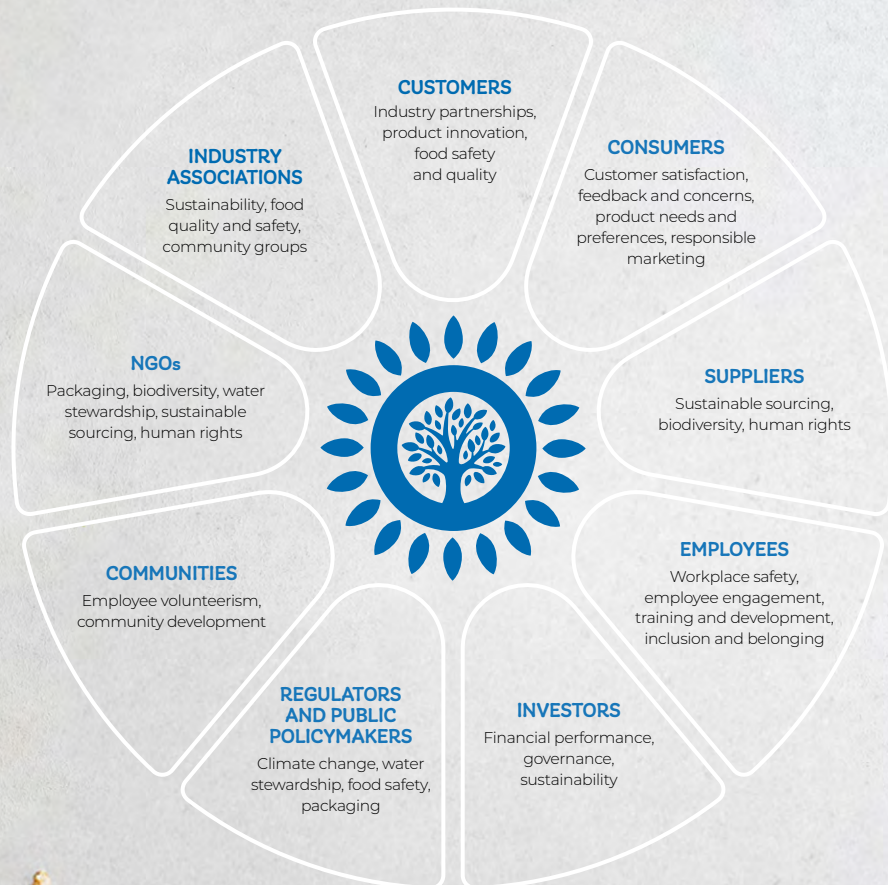 CUSTOMERS
Industry partnerships,
product innovation,
food safety
and quality
CONSUMERS
Customer satisfaction,
feedback and concerns,
product needs and
preferences, responsible
marketing
SUPPLIERS
Sustainable sourcing,
biodiversity, human rights
EMPLOYEES
Workplace safety,
employee engagement,
training and development,
inclusion and belonging
INVESTORS
Financial performance,
governance,
sustainability
REGULATORS
AND PUBLIC
POLICYMAKERS
Climate change, water
stewardship, food safety,
packaging
COMMUNITIES
Employee volunteerism,
community development
NGOs
Packaging, biodiversity, water
stewardship, sustainable
sourcing, human rights
INDUSTRY
ASSOCIATIONS
Sustainability, food
quality and safety,
community groups